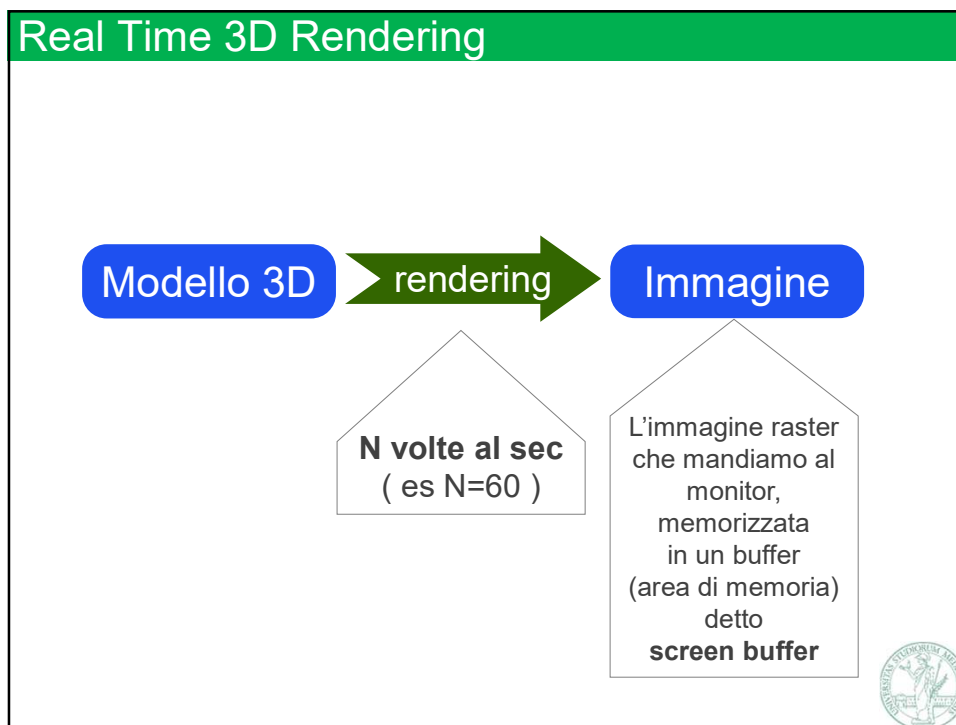 Real Time 3D Rendering
Modello 3D
rendering
Immagine
N volte al sec
( es N=60 )
L'immagine raster
che mandiamo al
monitor,
memorizzata
in un buffer
(area di memoria)
detto
screen buffer